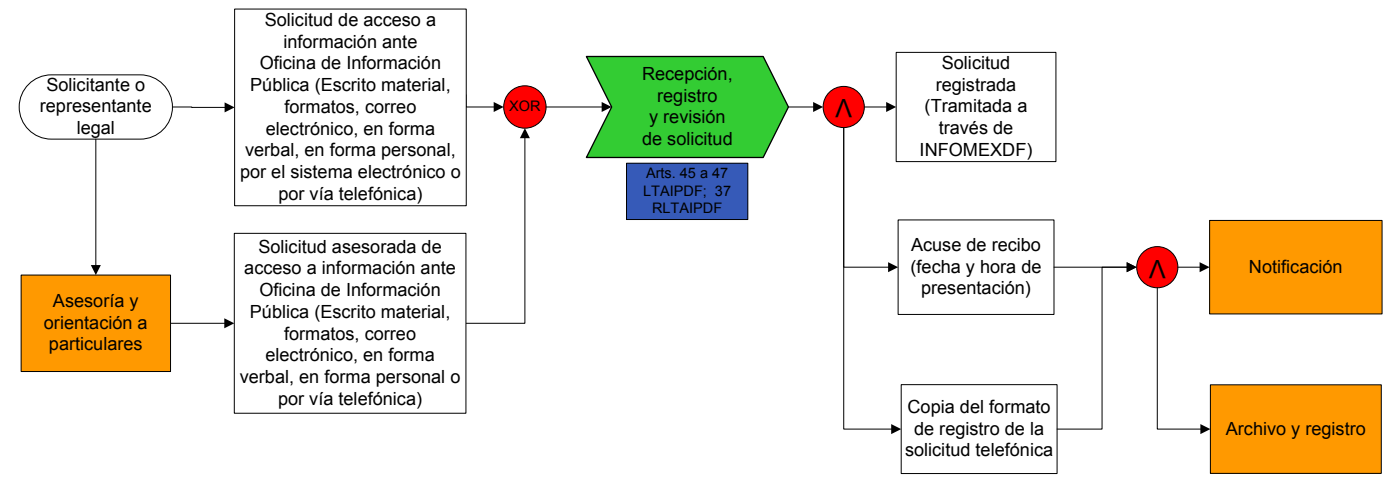 Solicitante o
representante
legal
Solicitud de acceso a
información ante
Oficina de Información
Pública (Escrito material,
formatos, correo
electrónico, en forma
verbal, en forma personal,
por el sistema electrónico o
por vía telefónica)
XOR
Recepción,
registro
y revisión
de solicitud
Arts. 45 a 47
LTAIPDF; 37
RLTAIPDF
Λ
Solicitud
registrada
(Tramitada a
través de
INFOMEXDF)
Asesoría y
orientación a
particulares
Solicitud asesorada de
acceso a información ante
Oficina de Información
Pública (Escrito material,
formatos, correo
electrónico, en forma
verbal, en forma personal o
por vía telefónica)
Acuse de recibo
(fecha y hora de
presentación)
Λ
Notificación
Copia del formato
de registro de la
solicitud telefónica
Archivo y registro